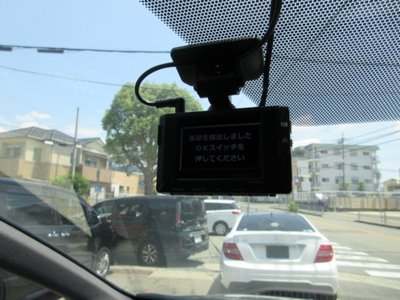 衝撃を検出しました
OKスイッチを
押してください